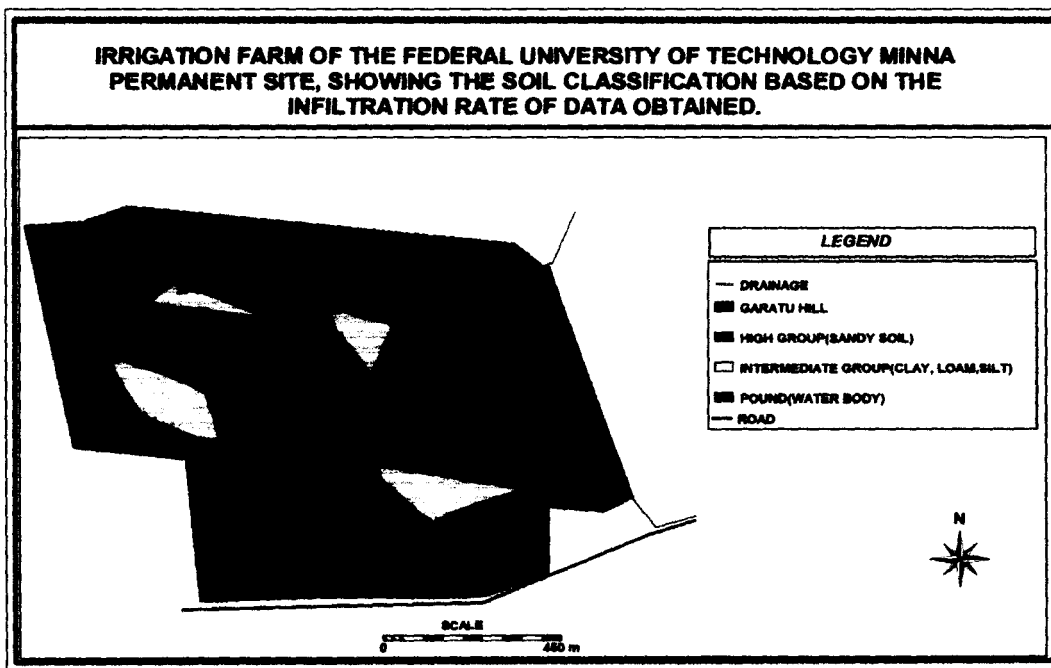 IRRIGATION FARM OF THE FEDERAL UNIVERSITY OF TECHNOLOGY MINNA
PERMANENT SITE, SHOWING THE SOIL CLASSIFICATION BASED ON THE
INFILTRATION RATE OF DATA OBTAINED.
LEGEND
DRAINAGE
GARATU HILL
HIGH GROUP(SANDY SOIL)
INTERMEDIATE GROUP(CLAY, LOAM,SILT)
POUND(WATER BODY)
ROAD
N
SCALE
0 450 m